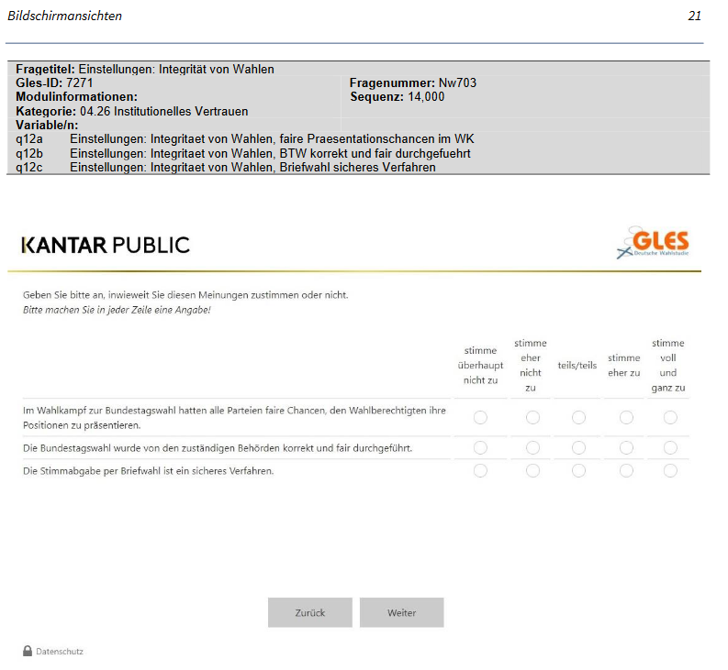 Bildschirmansichten 21
Fragetitel: Einstellungen: Integrität von Wahlen
Gles-ID: 7271 Fragenummer: Nw703
Modulinformationen: Sequenz: 14,000
Kategorie: 04.26 Institutionelles Vertrauen
Variable/n:
q12a Einstellungen: Integritaet von Wahlen, faire Praesentationschancen im WK
q12b Einstellungen: Integritaet von Wahlen, BTW korrekt und fair durchgefuehrt
q12c Einstellungen: Integritaet von Wahlen, Briefwahl sicheres Verfahren
KANTAR PUBLIC
GLES
Deutsche Wahlstudie
Geben Sie bitte an, inwieweit Sie diesen Meinungen zustimmen oder nicht.
Bitte machen Sie in jeder Zeile eine Angabe!
stimme
überhaupt
nicht zu
stimme
eher
nicht
zu
teils/teils
stimme
eher zu
stimme
voll
und
ganz zu
Im Wahlkampf zur Bundestagswahl hatten alle Parteien faire Chancen, den Wahlberechtigten ihre
Positionen zu präsentieren.
Die Bundestagswahl wurde von den zuständigen Behörden korrekt und fair durchgeführt.
Die Stimmabgabe per Briefwahl ist ein sicheres Verfahren.
Zurück Weiter
Datenschutz